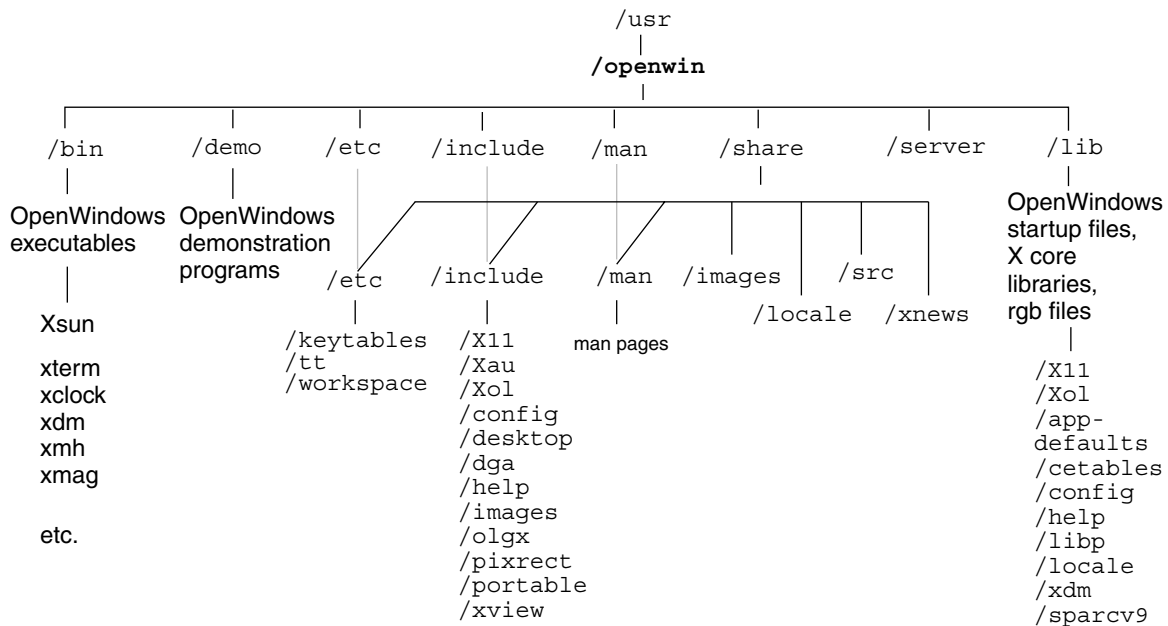 /usr
/openwin
/bin
/demo
/etc
/include
/man
/share
/server
/lib
OpenWindows
executables
OpenWindows
demonstration
programs
OpenWindows
startup files,
X core
libraries,
rgb files
/etc
/include
/man
/images
/locale
/src
/xnews
Xsun
xterm
xclock
xdm
xmh
xmag
etc.
/keytables
/tt
/workspace
/X11
/Xau
/Xol
/config
/desktop
/dga
/help
/images
/olgx
/pixrect
/portable
/xview
man pages
/X11
/Xol
/app-
defaults
/cetables
/config
/help
/libp
/locale
/xdm
/sparcv9